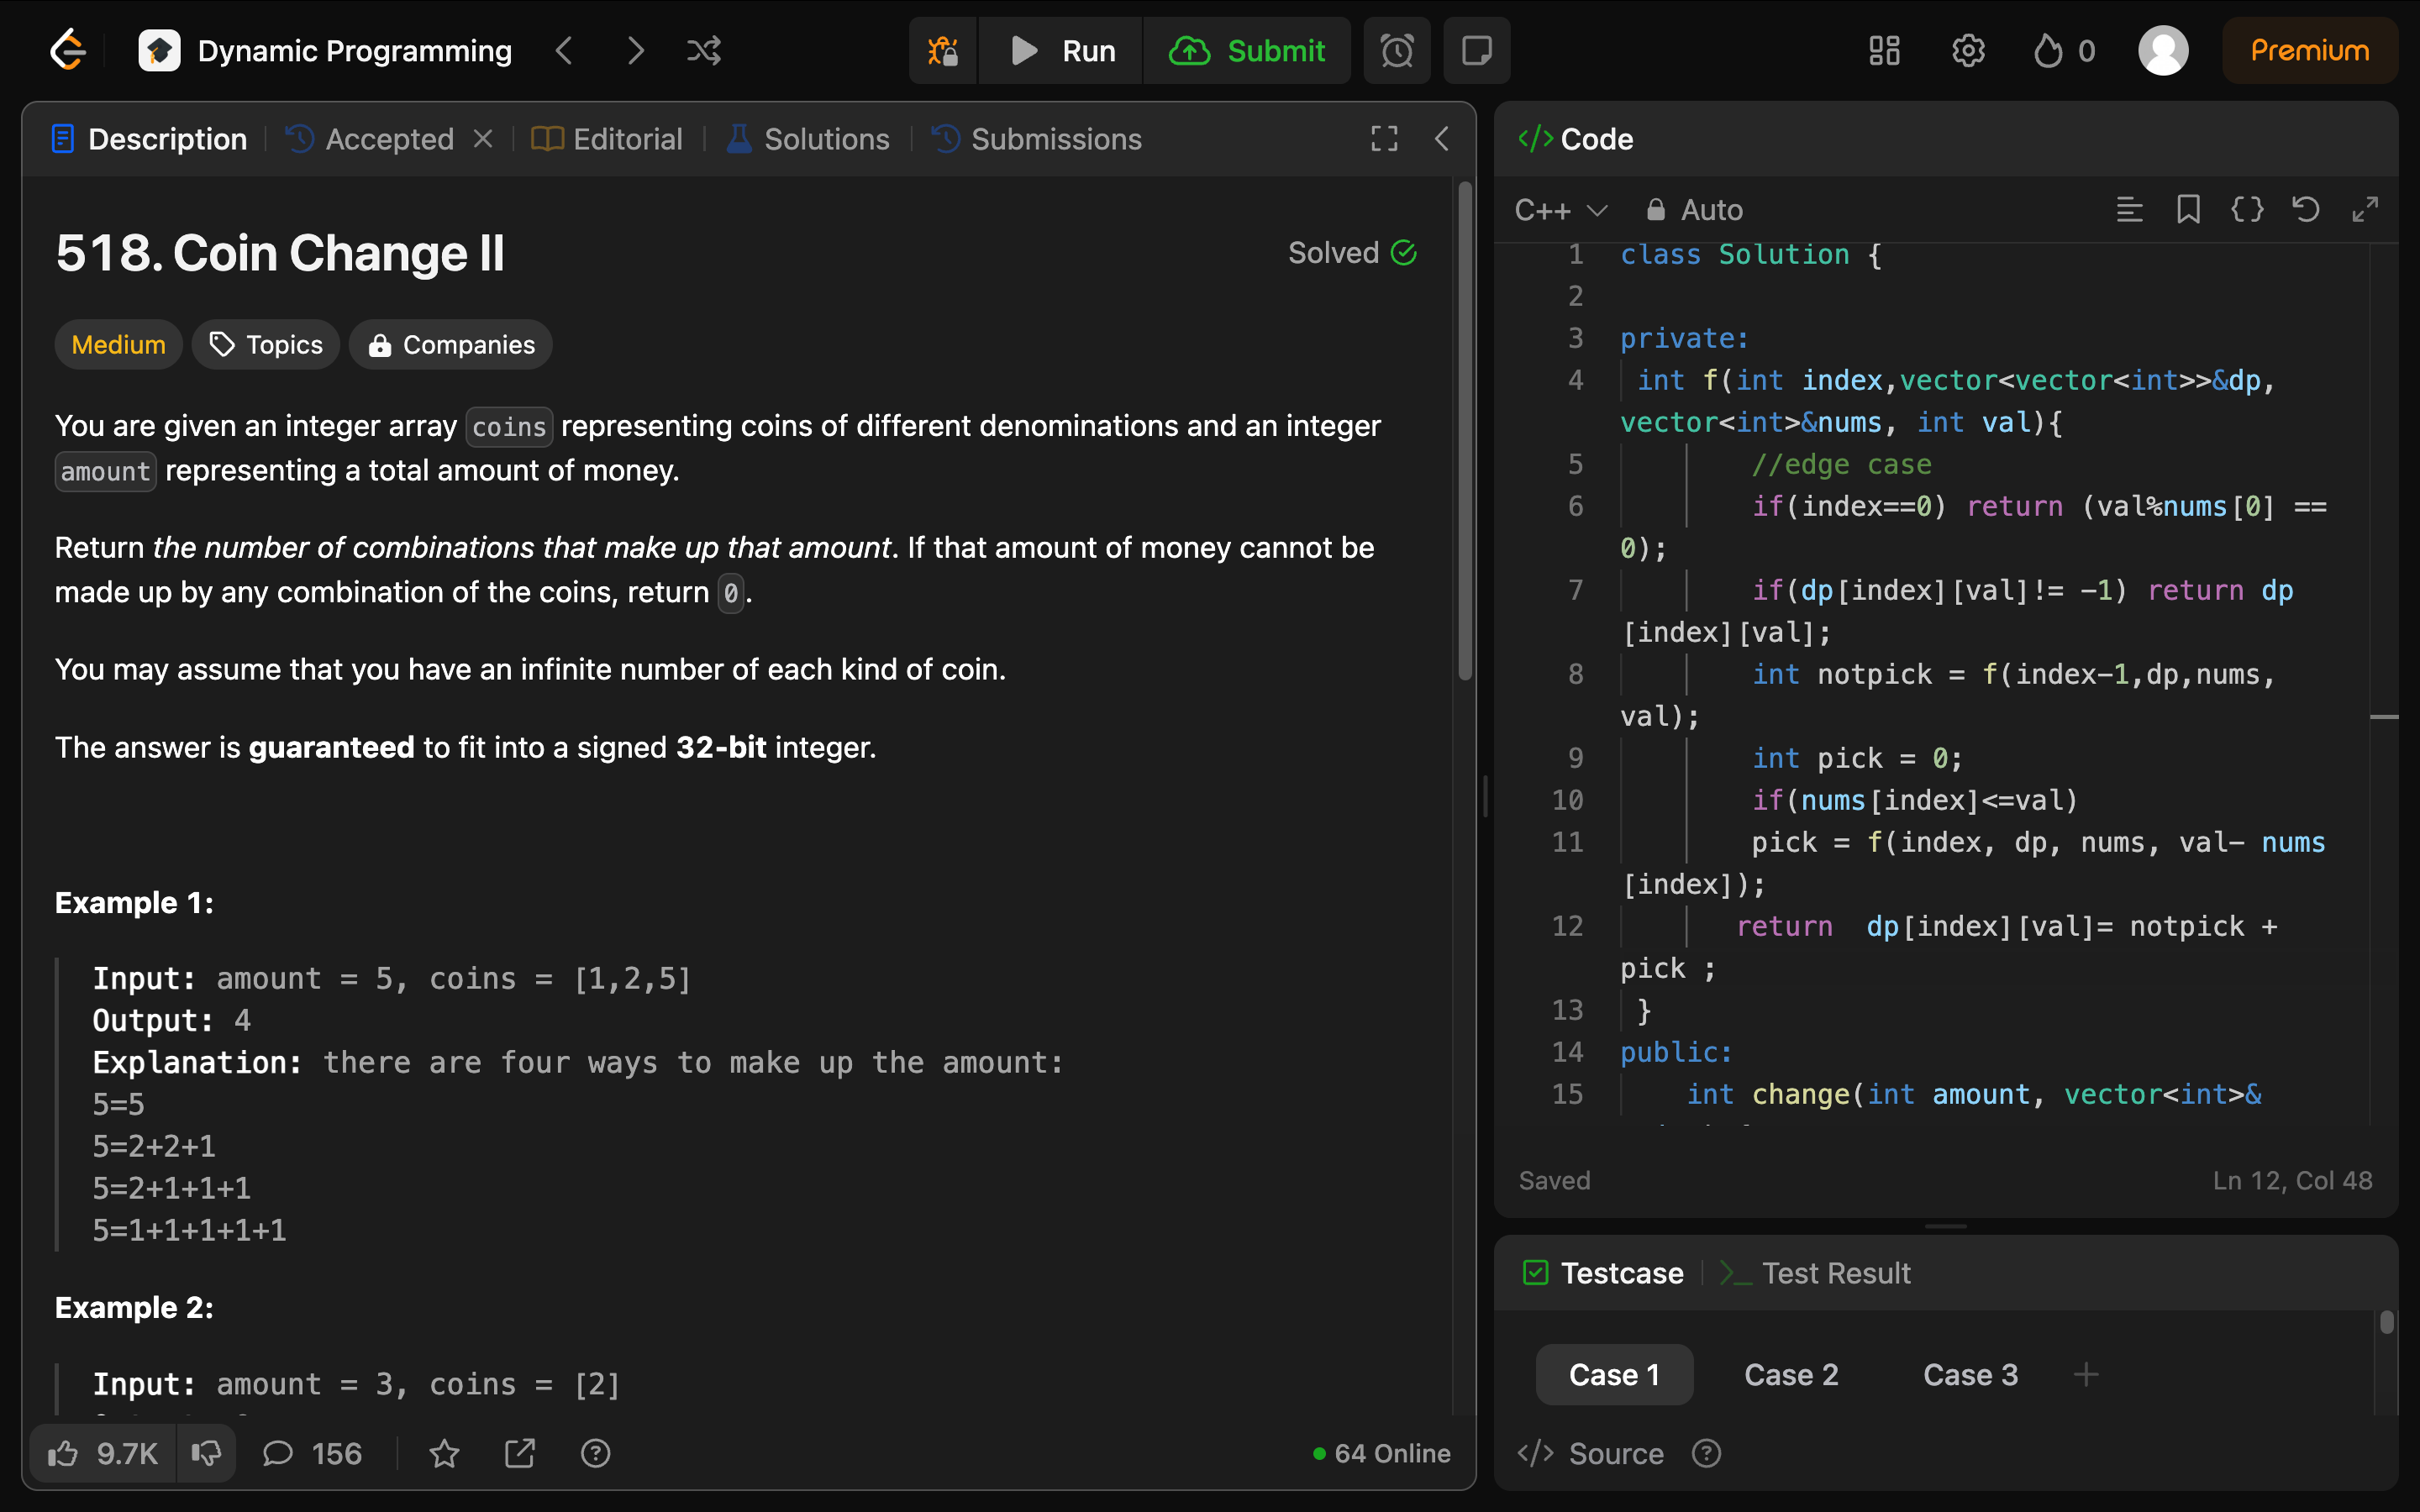 Dynamic Programming
Run
Submit
0
Premium
Description
Accepted
Editorial
Solutions
Submissions
518. Coin Change II
Solved
Medium
Topics
Companies
You are given an integer array coins representing coins of different denominations and an integer
amount representing a total amount of money.
Return the number of combinations that make up that amount. If that amount of money cannot be
made up by any combination of the coins, return 0.
You may assume that you have an infinite number of each kind of coin.
The answer is guaranteed to fit into a signed 32-bit integer.
Example 1:
Input: amount = 5, coins = [1,2,5]
Output: 4
Explanation: there are four ways to make up the amount:
5=5
5=2+2+1
5=2+1+1+1
5=1+1+1+1+1
Example 2:
Input: amount = 3, coins = [2]
9.7K
156
64 Online
</> Code
C++
Auto
1 class Solution {
2
3 private:
4 int f(int index,vector<vector<int>>&dp,
vector<int>&nums, int val){
5 //edge case
6 if(index==0) return (val%nums[0] ==
0);
7 if(dp[index][val]!= -1) return dp
[index][val];
8 int notpick = f(index-1,dp,nums,
val);
9 int pick = 0;
10 if(nums[index]<=val)
11 pick = f(index, dp, nums, val- nums
[index]);
12 return dp[index][val]= notpick +
pick ;
13 }
14 public:
15 int change(int amount, vector<int>&
Saved
Ln 12, Col 48
Testcase
Test Result
Case 1
Case 2
Case 3
+
</> Source